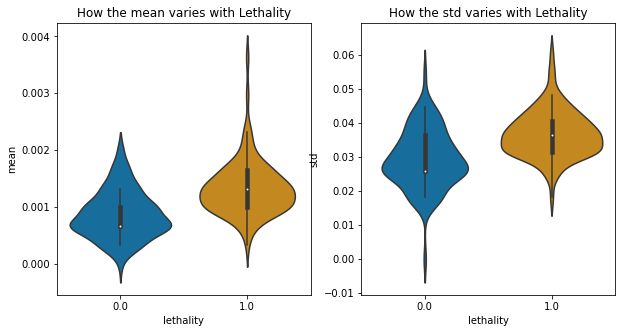 How the mean varies with Lethality
0.004
0.003
0.002
0.001
0.000
mean
0.0
1.0
lethality
How the std varies with Lethality
0.06
0.05
0.04
0.03
0.02
0.01
0.00
−0.01
std
0.0
1.0
lethality